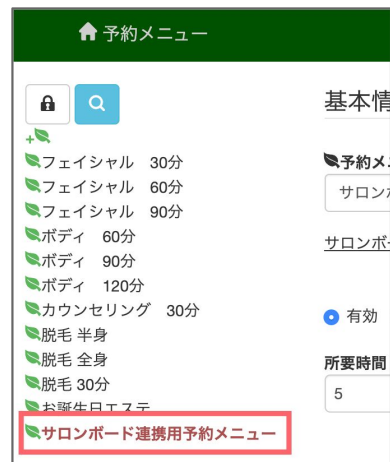 予約メニュー
+
フェイシャル 30分
フェイシャル 60分
フェイシャル 90分
ボディ 60分
ボディ 90分
ボディ 120分
カウンセリング 30分
脱毛 半身
脱毛 全身
脱毛 30分
お誕生日エステ
サロンボード連携用予約メニュー
基本情
予約メ
サロン
サロンボ
有効
所要時間
5